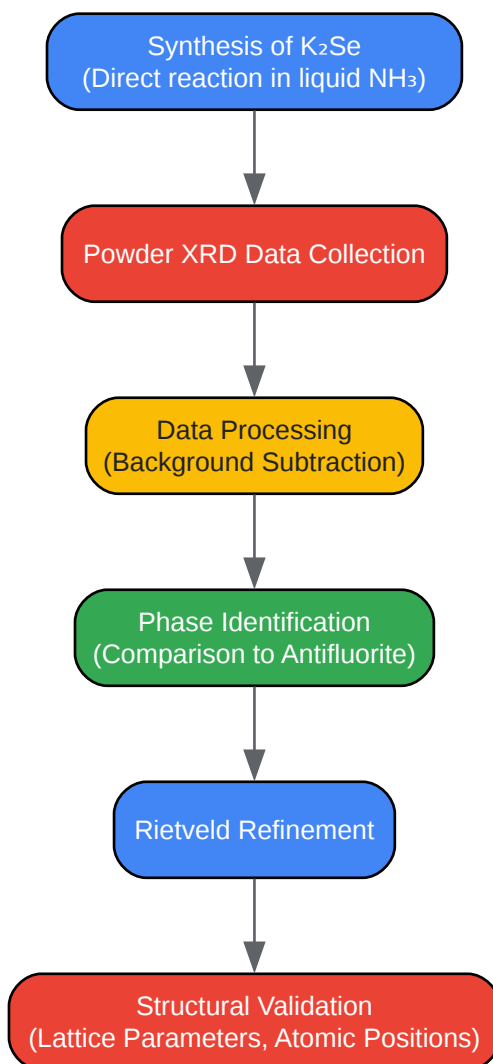 Synthesis of K₂Se
(Direct reaction in liquid NH₃)
Powder XRD Data Collection
Data Processing
(Background Subtraction)
Phase Identification
(Comparison to Antifluorite)
Rietveld Refinement
Structural Validation
(Lattice Parameters, Atomic Positions)